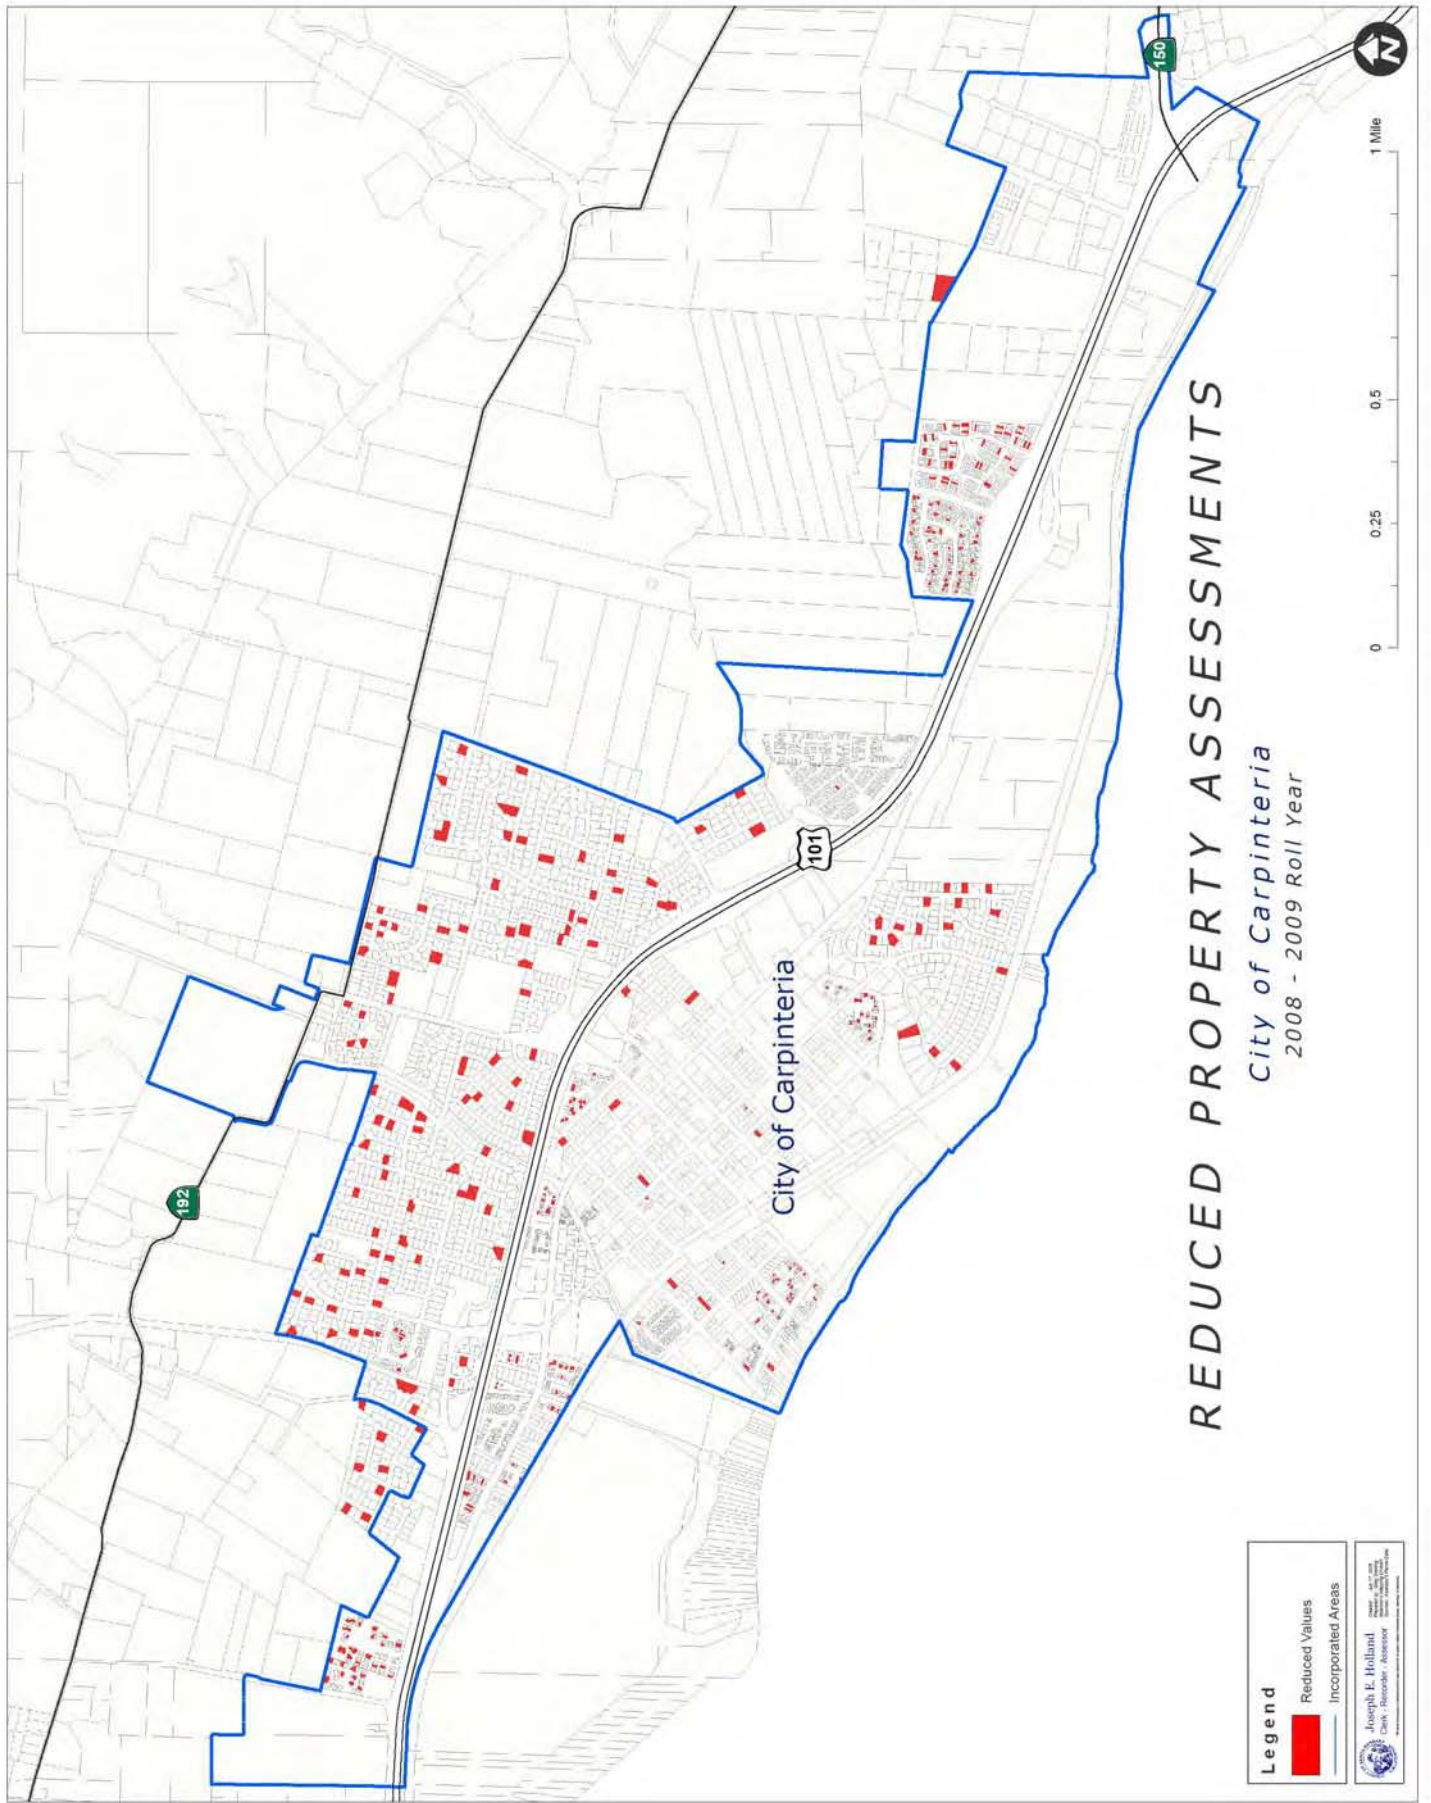 REDUCED PROPERTY ASSESSMENTS
City of Carpinteria
2008 - 2009 Roll Year
City of Carpinteria
192
101
150
N
0 0.25 0.5 1 Mile
Legend
Reduced Values
Incorporated Areas
Joseph E. Holland
Clerk - Recorder - Assessor